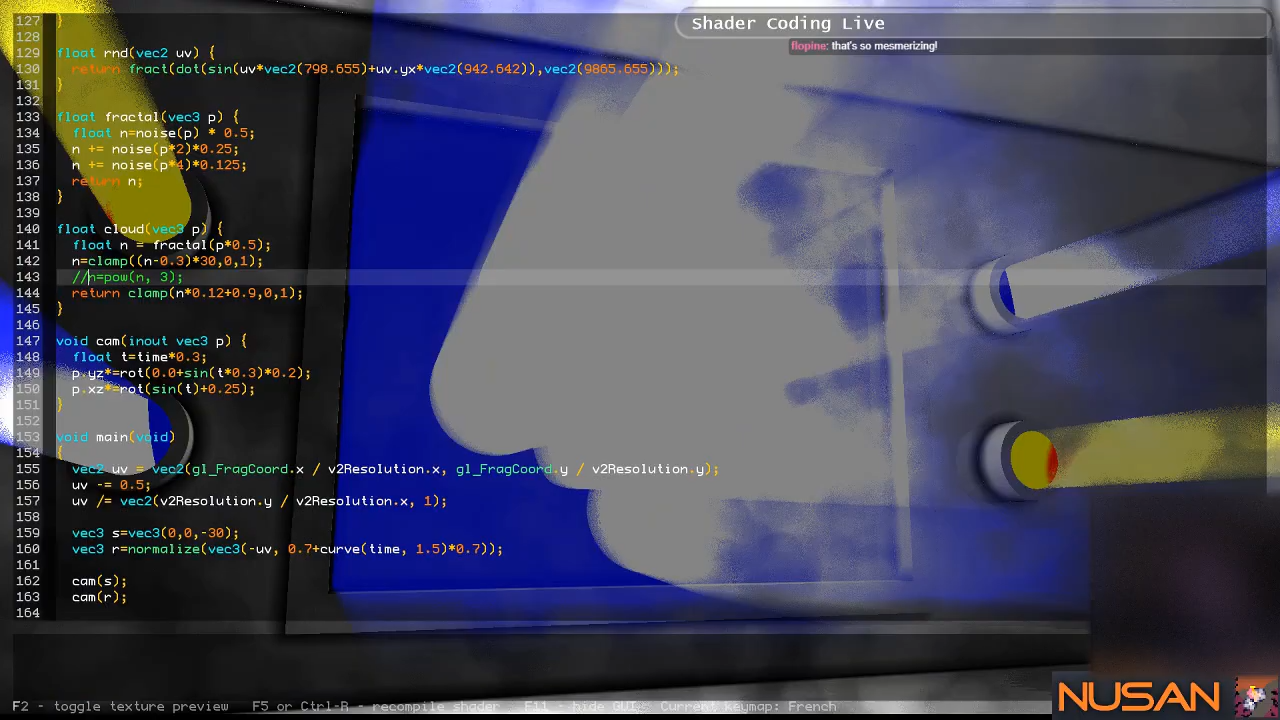 Shader Coding Live
flopine: that's so mesmerizing!
127 }
128
129 float rnd(vec2 uv) {
130 return fract(dot(sin(uv*vec2(798.655)+uv.yx*vec2(942.642)),vec2(9865.655)));
131 }
132
133 float fractal(vec3 p) {
134 float n=noise(p) * 0.5;
135 n += noise(p*2)*0.25;
136 n += noise(p*4)*0.125;
137 return n;
138 }
139
140 float cloud(vec3 p) {
141 float n = fractal(p*0.5);
142 n=clamp((n-0.3)*30,0,1);
143 //n=pow(n, 3);
144 return clamp(n*0.12+0.9,0,1);
145 }
146
147 void cam(inout vec3 p) {
148 float t=time*0.3;
149 p.yz*=rot(0.0+sin(t*0.3)*0.2);
150 p.xz*=rot(sin(t)+0.25);
151 }
152
153 void main(void)
154 {
155 vec2 uv = vec2(gl_FragCoord.x / v2Resolution.x, gl_FragCoord.y / v2Resolution.y);
156 uv -= 0.5;
157 uv /= vec2(v2Resolution.y / v2Resolution.x, 1);
158
159 vec3 s=vec3(0,0,-30);
160 vec3 r=normalize(vec3(-uv, 0.7+curve(time, 1.5)*0.7));
161
162 cam(s);
163 cam(r);
164
F2 - toggle texture preview F5 or Ctrl-R - recompile shader F11 - hide GUI Current keymap: French
NUSAN